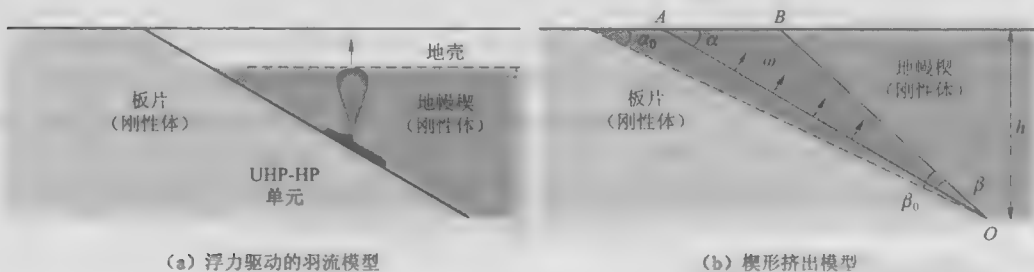 地壳
板片
（刚性体）
地幔楔
（刚性体）
UHP-HP
单元
（a）浮力驱动的羽流模型
A
B
α₀
α
ω
地幔楔
（刚性体）
板片
（刚性体）
h
β₀
β
O
（b）楔形挤出模型